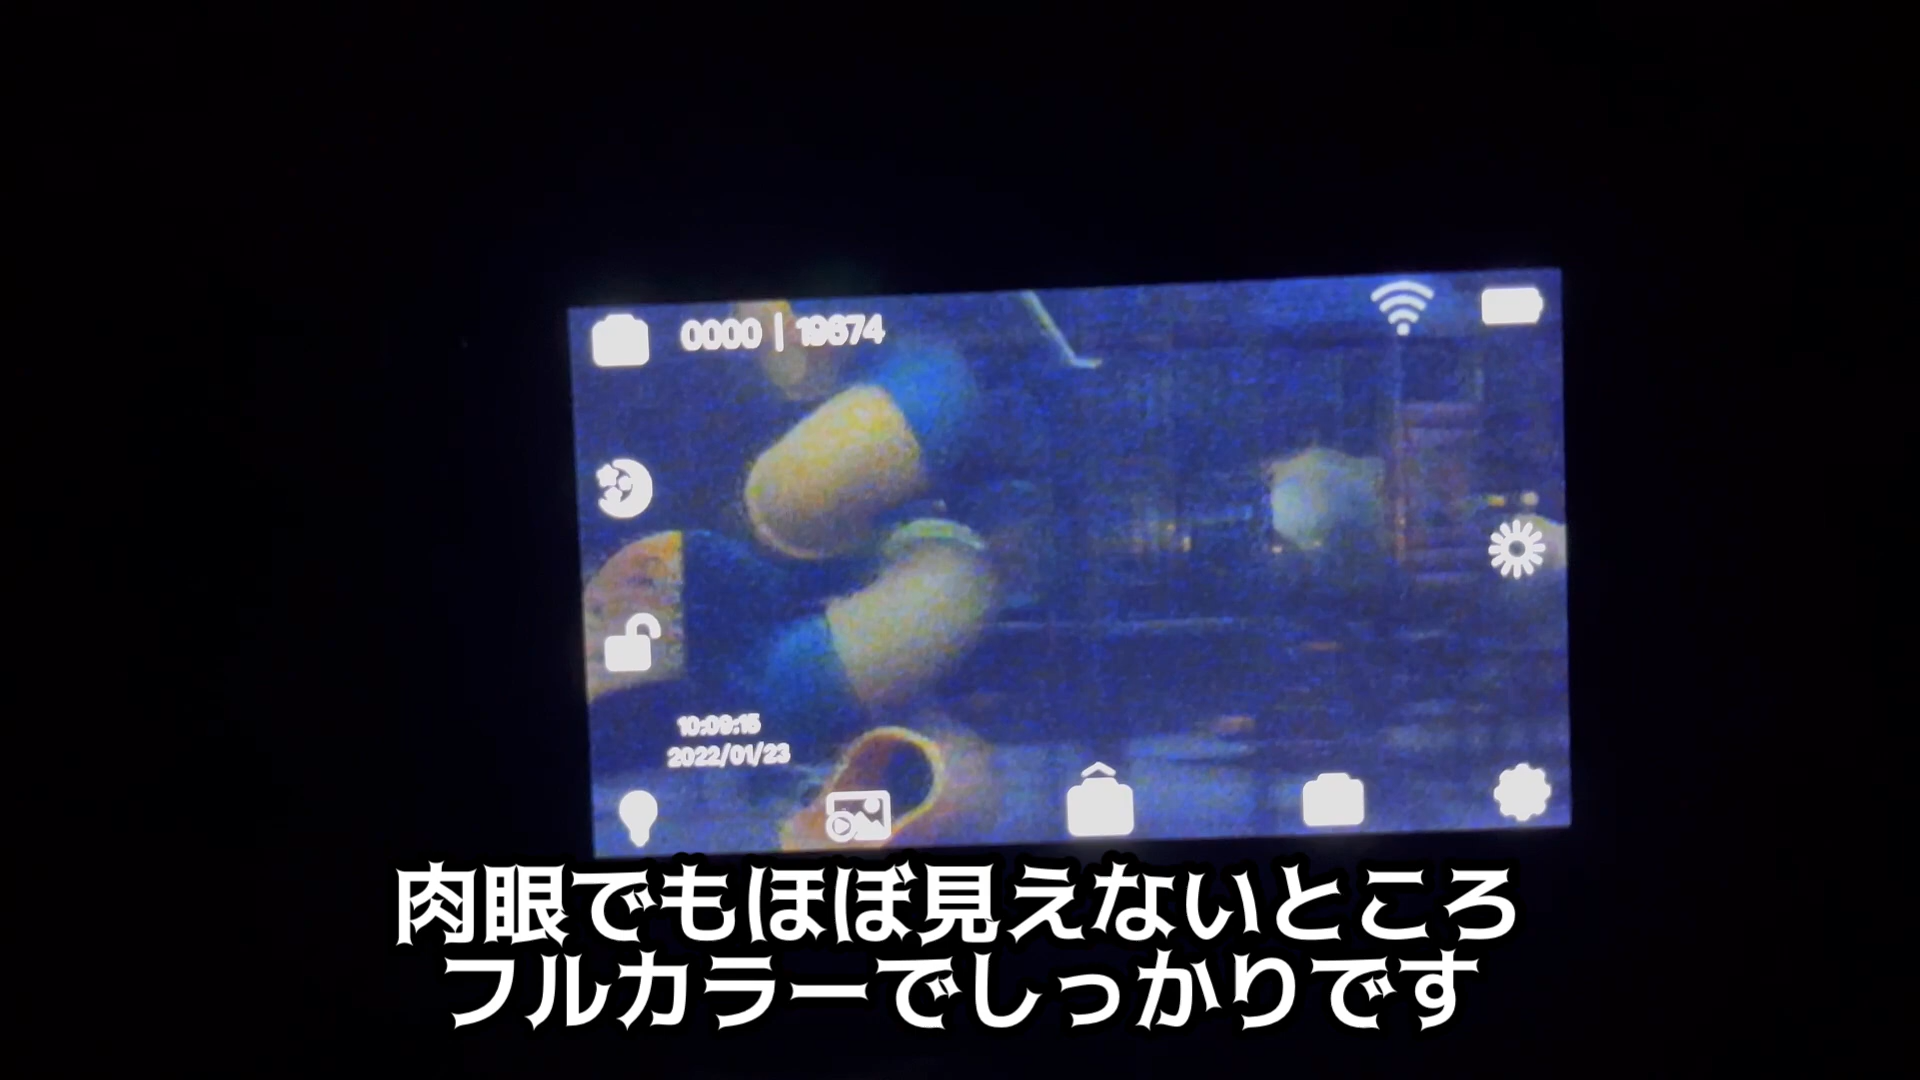 0000 | 19674
10:09:15
2022/01/23
肉眼でもほぼ見えないところ
フルカラーでしっかりです